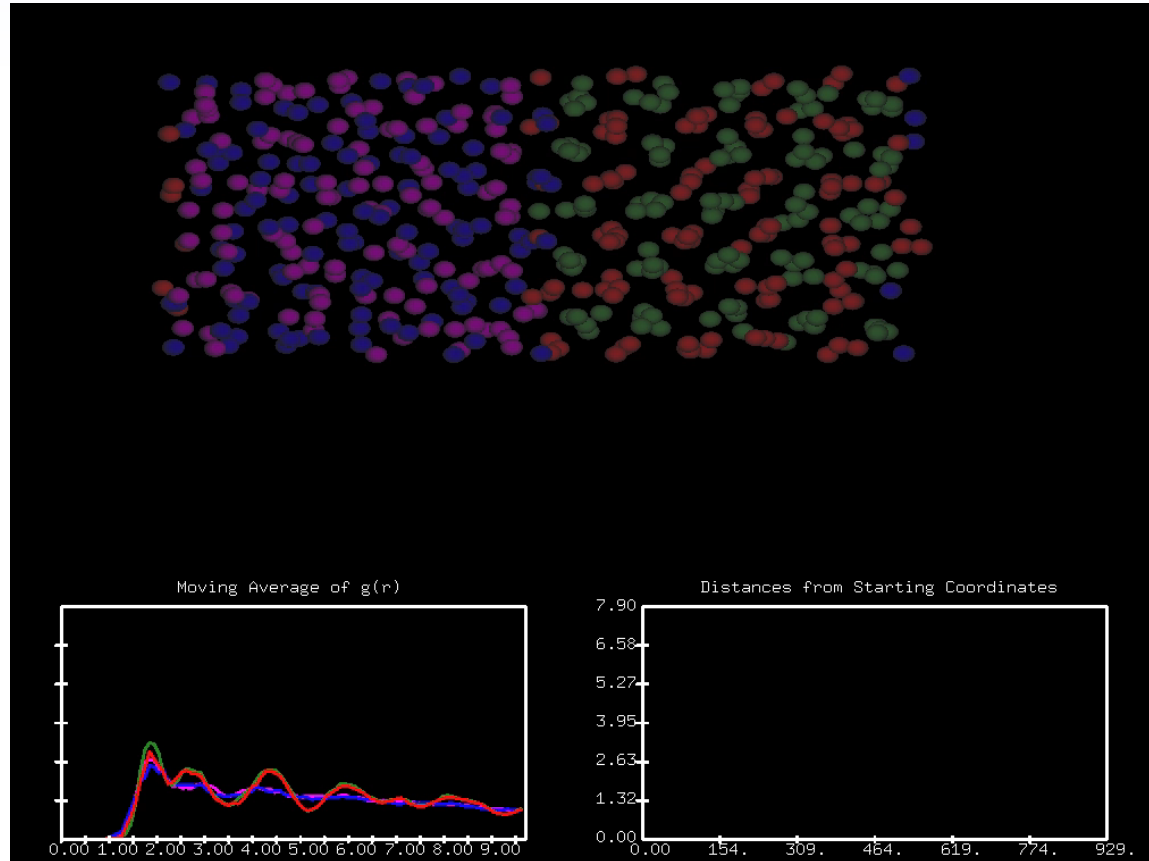 Moving Average of g(r)
0.00 1.00 2.00 3.00 4.00 5.00 6.00 7.00 8.00 9.00
Distances from Starting Coordinates
7.90
6.58
5.27
3.95
2.63
1.32
0.00
0.00 154. 309. 464. 619. 774. 929.